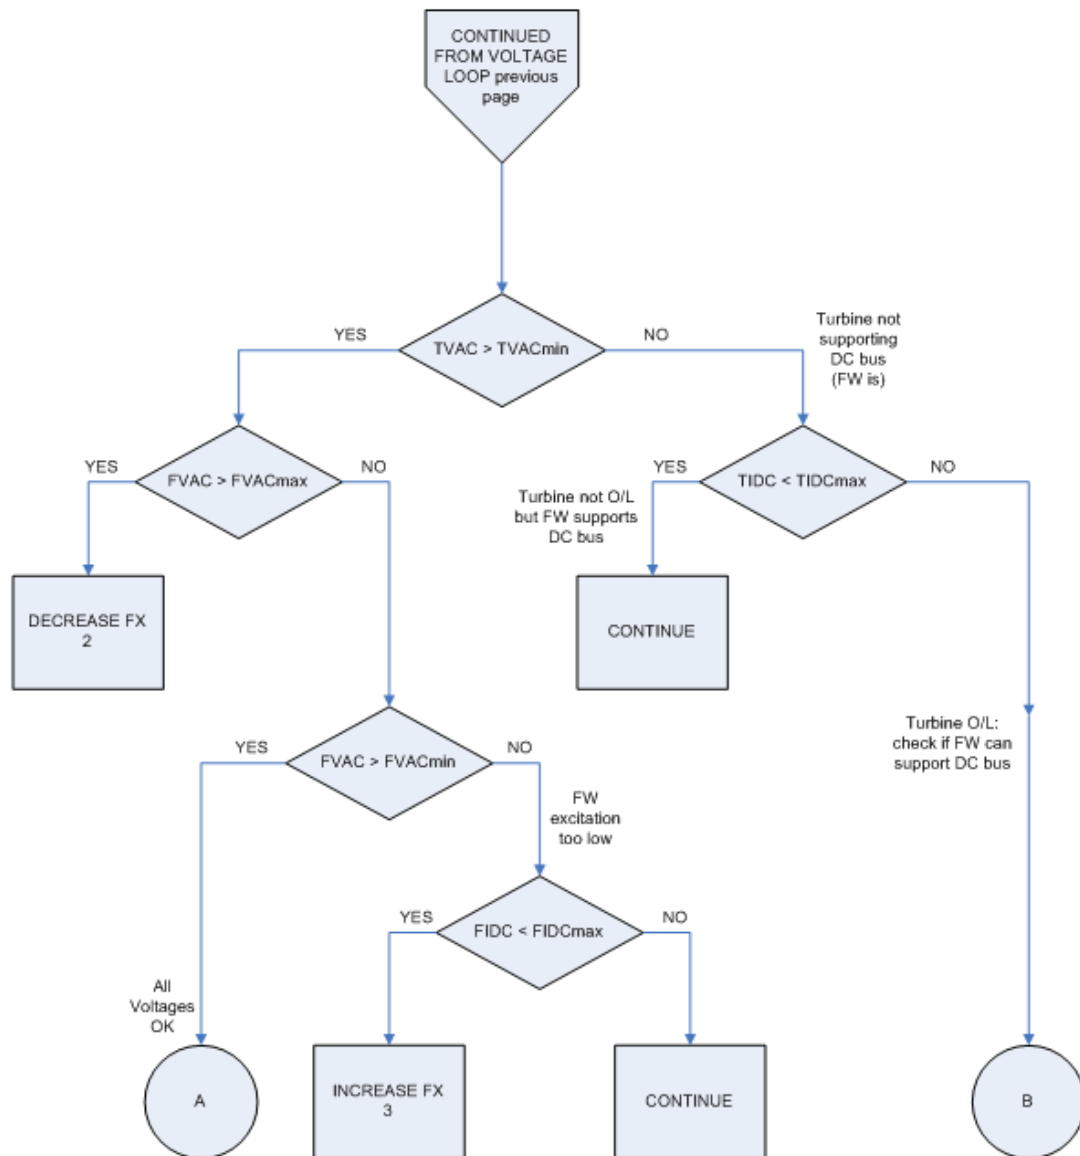 CONTINUED
FROM VOLTAGE
LOOP previous
page
YES
TVAC > TVACmin
NO
Turbine not
supporting
DC bus
(FW is)
YES
FVAC > FVACmax
NO
YES
TIDC < TIDCmax
NO
Turbine not O/L
but FW supports
DC bus
DECREASE FX
2
CONTINUE
YES
FVAC > FVACmin
NO
Turbine O/L:
check if FW can
support DC bus
FW
excitation
too low
YES
FIDC < FIDCmax
NO
All
Voltages
OK
A
INCREASE FX
3
CONTINUE
B